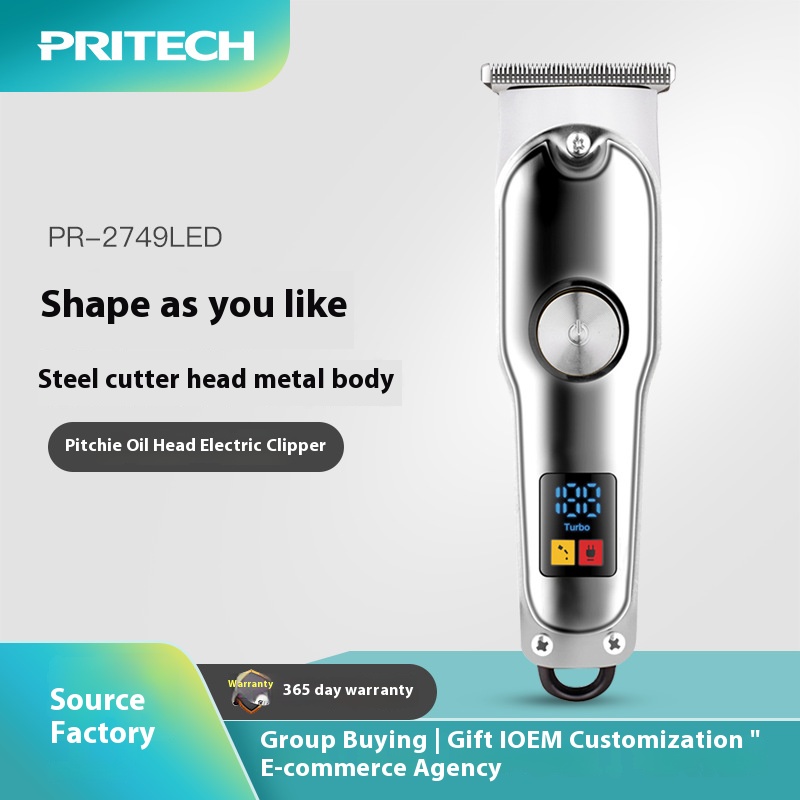 PRITECH
PR-2749LED
Shape as you like
Steel cutter head metal body
Pitchie Oil Head Electric Clipper
188
Turbo
Warranty
365 day warranty
Source
Factory
Group Buying | Gift IOEM Customization "
E-commerce Agency